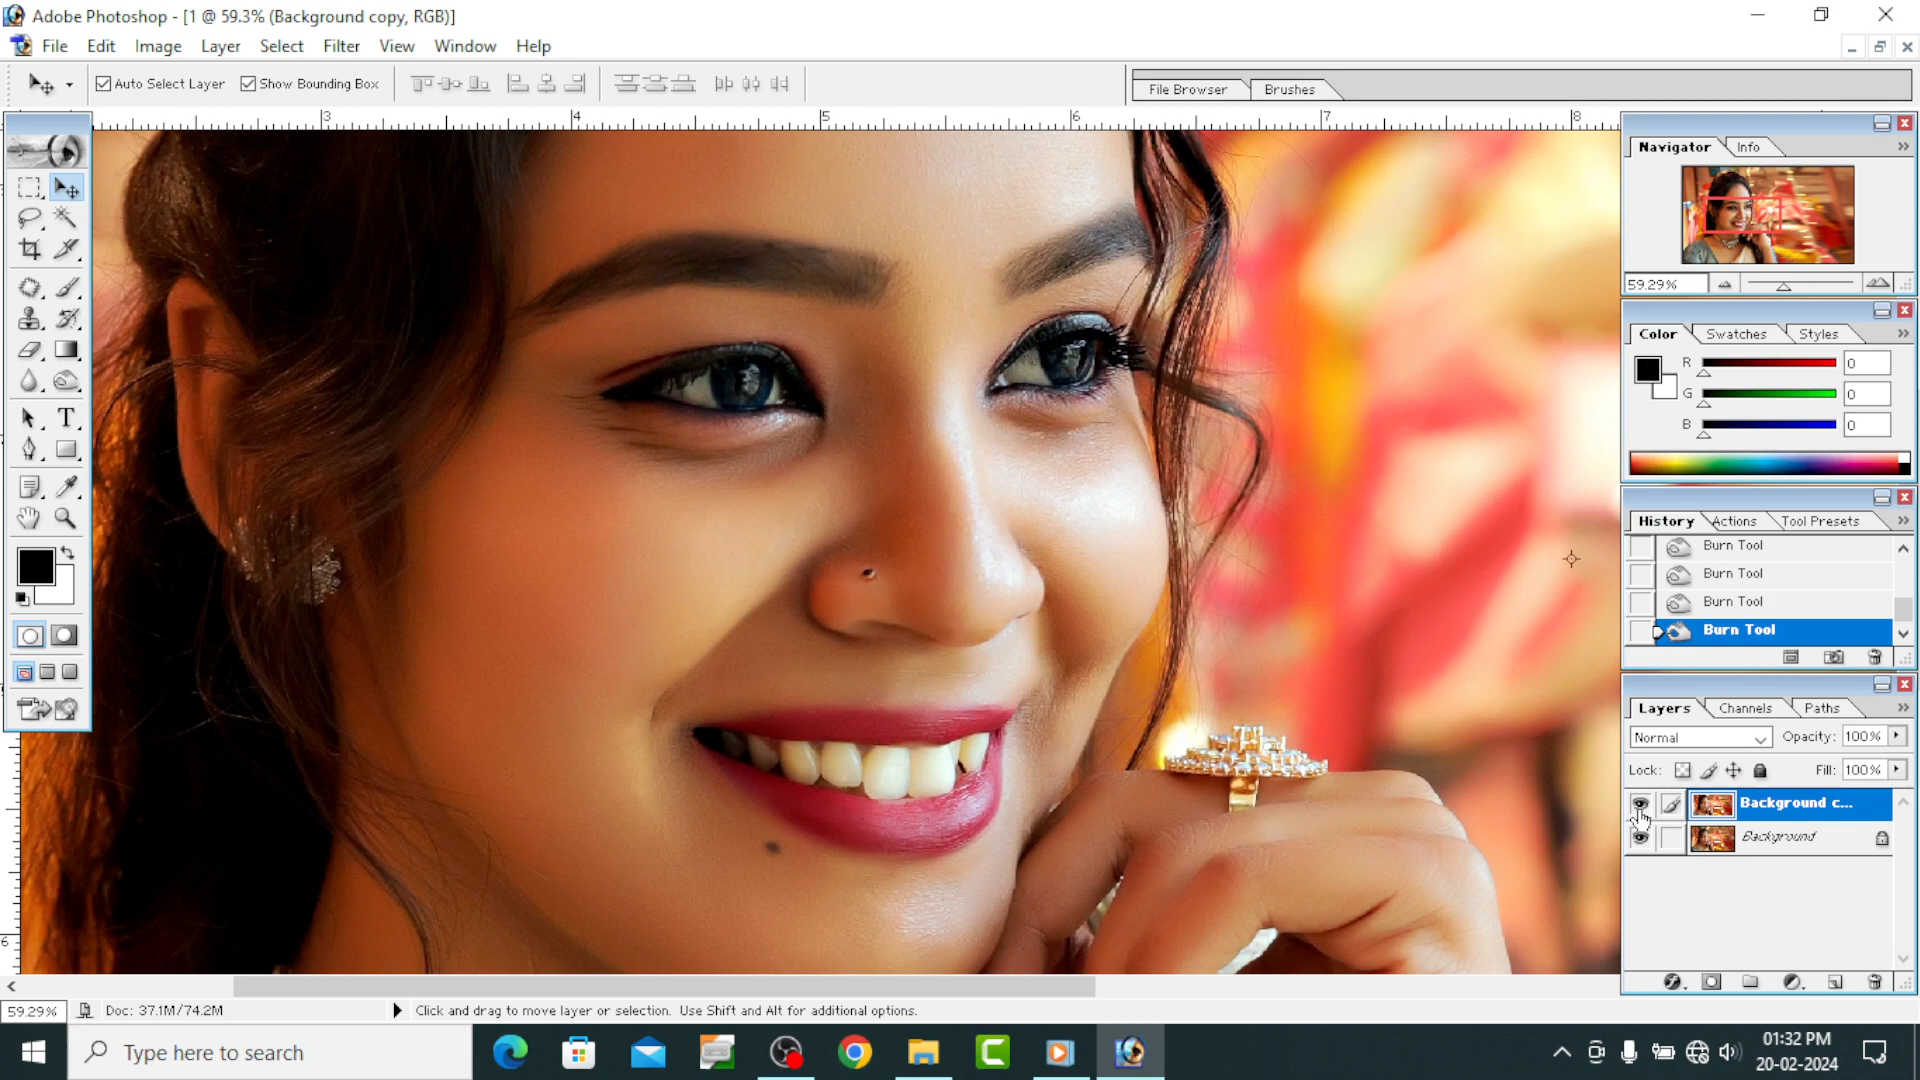 Adobe Photoshop - [1 @ 59.3% (Background copy, RGB)]
File Edit Image Layer Select Filter View Window Help
Auto Select Layer Show Bounding Box
File Browser Brushes
3 4 5 6 7 8
Navigator Info
59.29%
Color Swatches Styles
R 0
G 0
B 0
History Actions Tool Presets
Burn Tool
Burn Tool
Burn Tool
Burn Tool
Layers Channels Paths
Normal Opacity: 100%
Lock: Fill: 100%
Background c...
Background
T
6
59.29% Doc: 37.1M/74.2M Click and drag to move layer or selection. Use Shift and Alt for additional options.
Type here to search
01:32 PM
20-02-2024